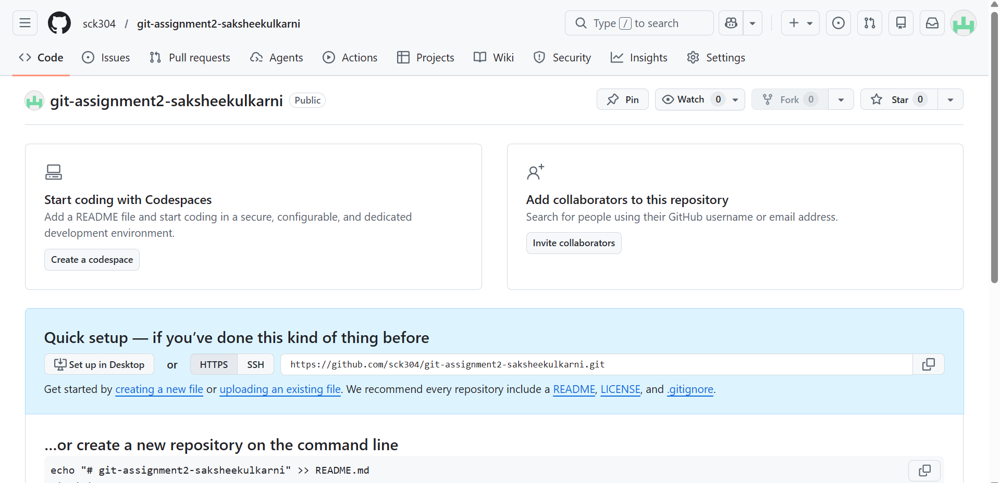 sck304 / git-assignment2-saksheekulkarni
Type / to search
Code Issues Pull requests Agents Actions Projects Wiki Security Insights Settings
git-assignment2-saksheekulkarni Public
Pin Watch 0 Fork 0 Star 0
Start coding with Codespaces
Add a README file and start coding in a secure, configurable, and dedicated
development environment.
Create a codespace
Add collaborators to this repository
Search for people using their GitHub username or email address.
Invite collaborators
Quick setup — if you’ve done this kind of thing before
Set up in Desktop or HTTPS SSH https://github.com/sck304/git-assignment2-saksheekulkarni.git
Get started by creating a new file or uploading an existing file. We recommend every repository include a README, LICENSE, and .gitignore.
...or create a new repository on the command line
echo "# git-assignment2-saksheekulkarni" >> README.md